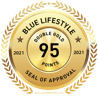 BLUE LIFESTYLE
DOUBLE GOLD
2021
95
2021
POINTS
SEAL OF APPROVAL